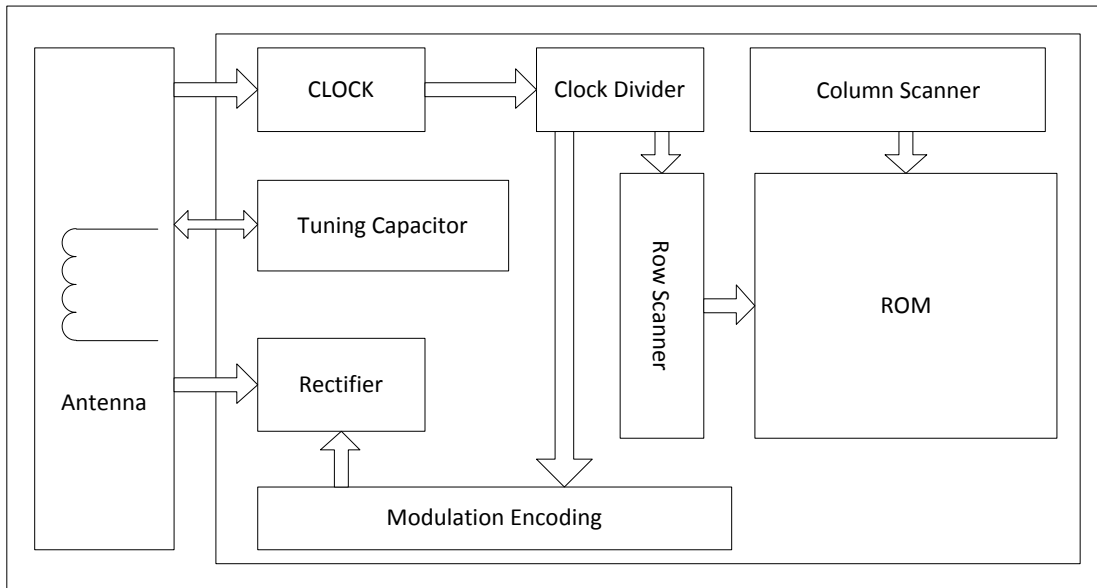 CLOCK
Clock Divider
Column Scanner
Tuning Capacitor
Row Scanner
ROM
Rectifier
Antenna
Modulation Encoding